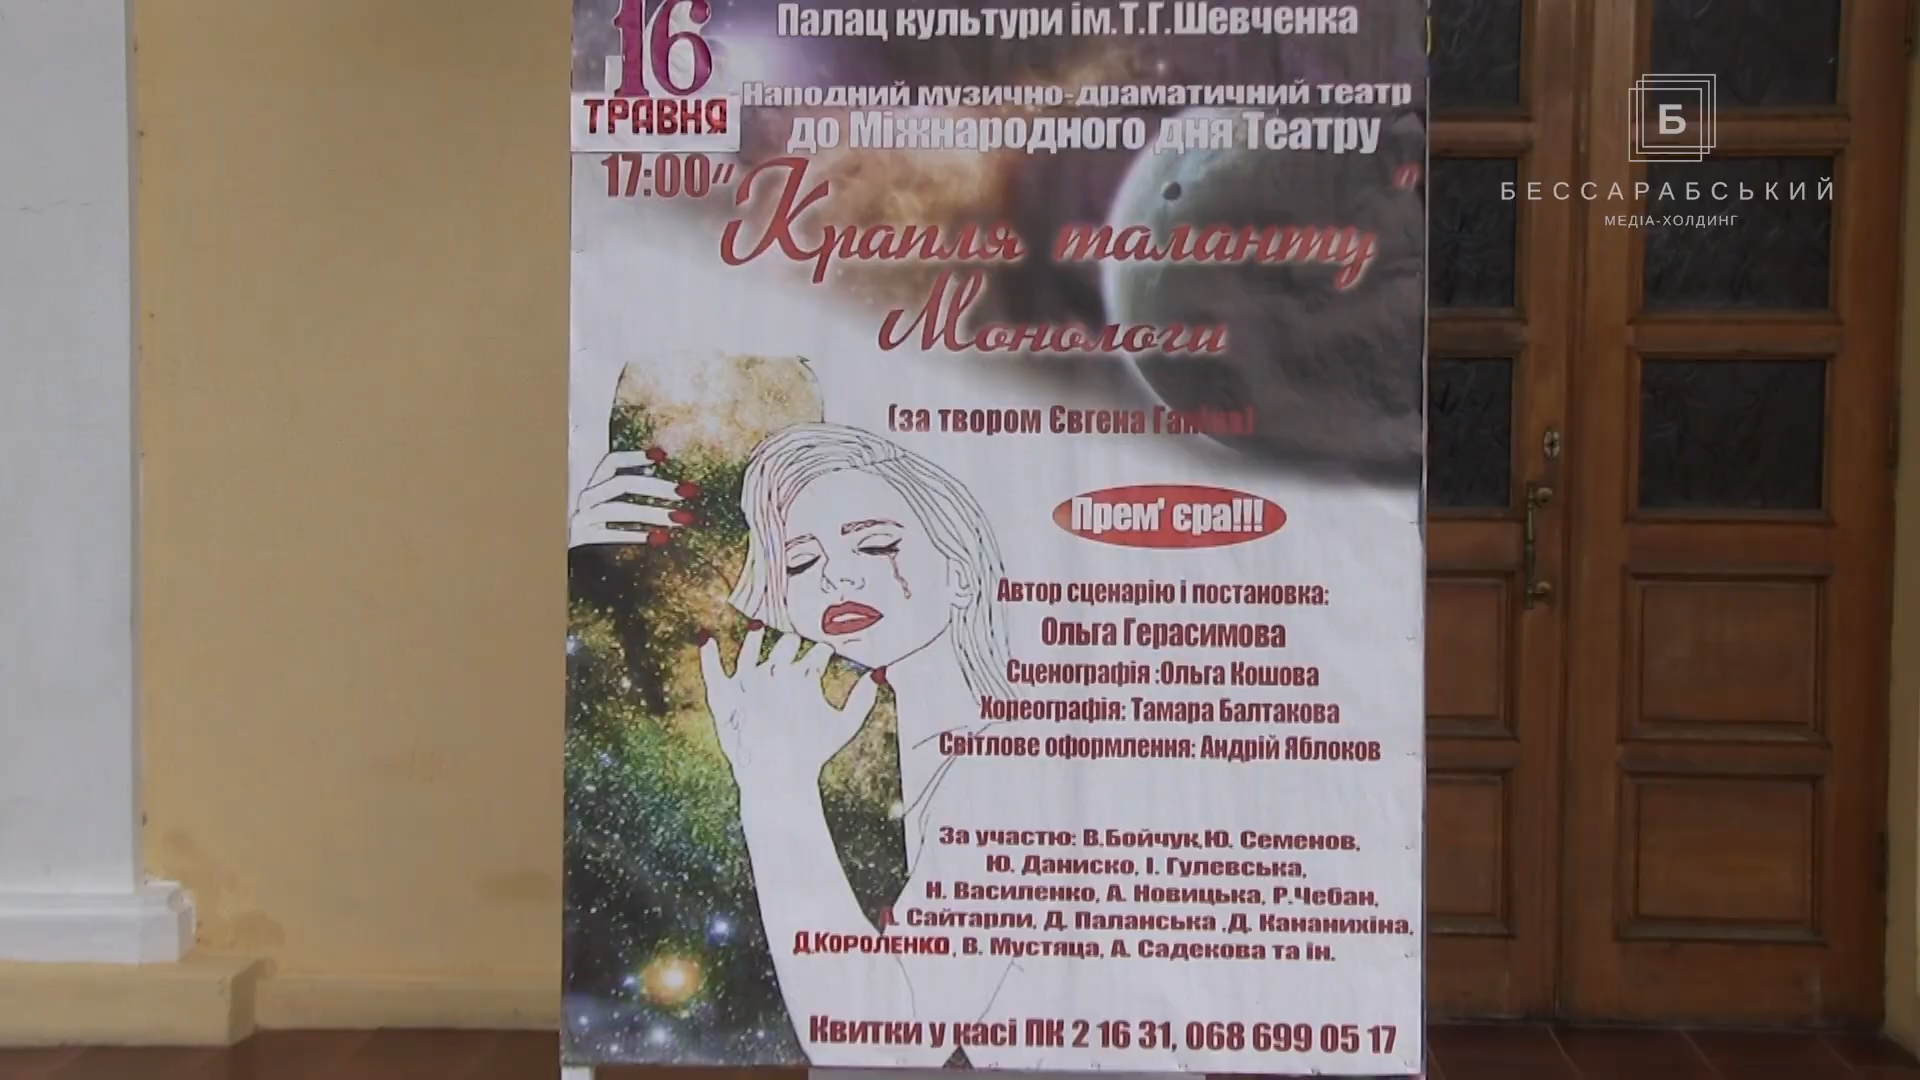 16
ТРАВНЯ
17:00
Палац культури ім.Т.Г.Шевченка
Народний музично-драматичний театр
до Міжнародного дня Театру
"Крапля таланту"
Монологи
(за твором Євгена
Прем'єра!!!
Автор сценарію і постановка:
Ольга Герасимова
Сценографія :Ольга Кошова
Хореографія: Тамара Балтакова
Світлове оформлення: Андрій Яблоков
За участю: В.Бойчук,Ю. Семенов,
Ю. Даниско, І. Гулевська,
Н. Василенко, А. Новицька, Р.Чебан,
А. Сайтарли, Д. Паланська ,Д. Кананихіна,
Д.Короленко, В. Мустяца, А. Садекова та ін.
Квитки у касі ПК 2 16 31, 068 699 05 17
Б
БЕССАРАБСЬКИЙ
МЕДІА-ХОЛДИНГ